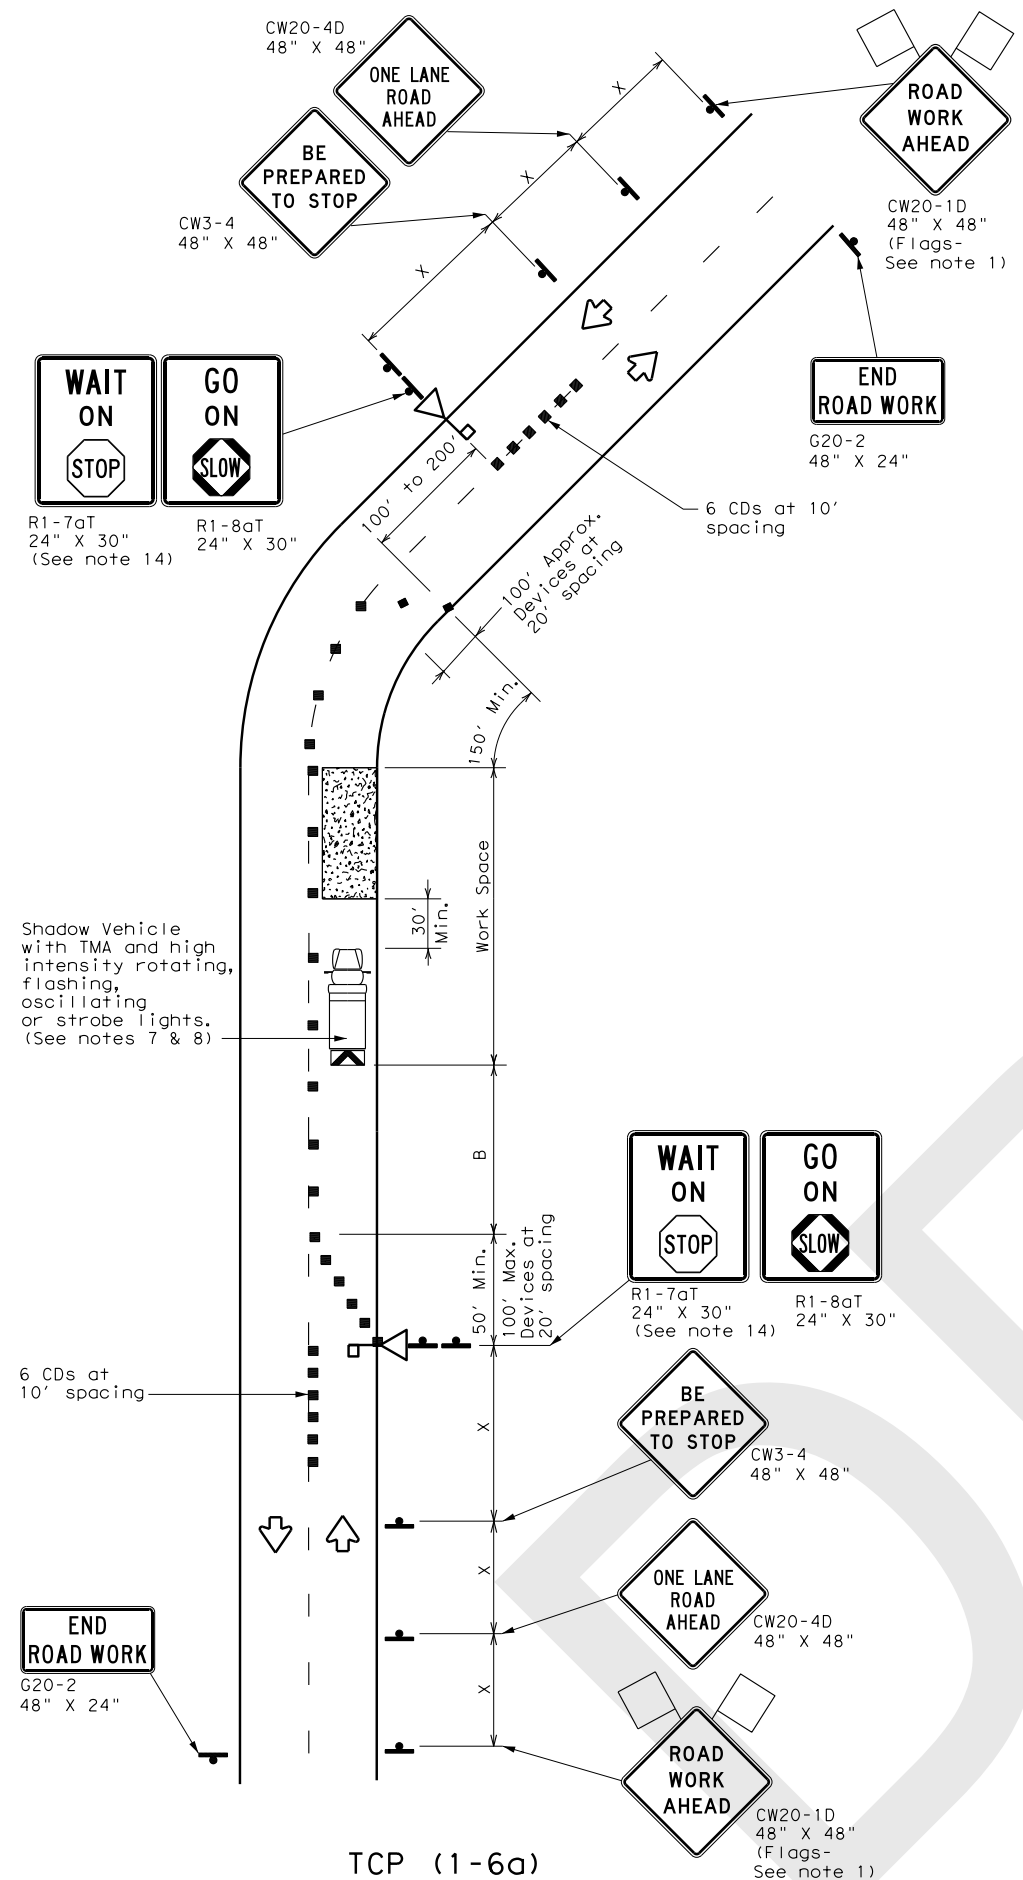 CW20-4D
48" X 48"
ONE LANE
ROAD
AHEAD
X
ROAD
WORK
AHEAD
BE
PREPARED
TO STOP
X
CW3-4
48" X 48"
CW20-1D
48" X 48"
(Flags-
See note 1)
X
WAIT
ON
STOP
GO
ON
SLOW
END
ROAD WORK
G20-2
48" X 24"
R1-7aT
24" X 30"
(See note 14)
R1-8aT
24" X 30"
100' to 200'
6 CDs at 10'
spacing
100' Approx.
Devices at
20' spacing
150' Min.
Work Space
30'
Min.
Shadow Vehicle
with TMA and high
intensity rotating,
flashing,
oscillating
or strobe lights.
(See notes 7 & 8)
B
WAIT
ON
STOP
GO
ON
SLOW
50' Min.
100' Max.
Devices at
20' spacing
R1-7aT
24" X 30"
(See note 14)
R1-8aT
24" X 30"
6 CDs at
10' spacing
X
BE
PREPARED
TO STOP
CW3-4
48" X 48"
X
ONE LANE
ROAD
AHEAD
CW20-4D
48" X 48"
END
ROAD WORK
G20-2
48" X 24"
X
ROAD
WORK
AHEAD
CW20-1D
48" X 48"
(Flags-
See note 1)
TCP (1-6a)